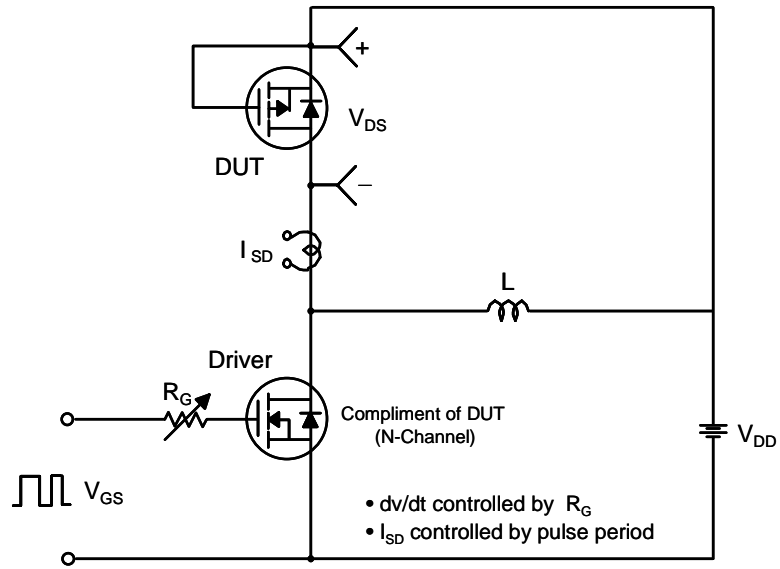 +
V_DS
DUT
−
I_SD
L
Driver
R_G
Compliment of DUT
(N-Channel)
V_DD
V_GS
• dv/dt controlled by R_G
• I_SD controlled by pulse period